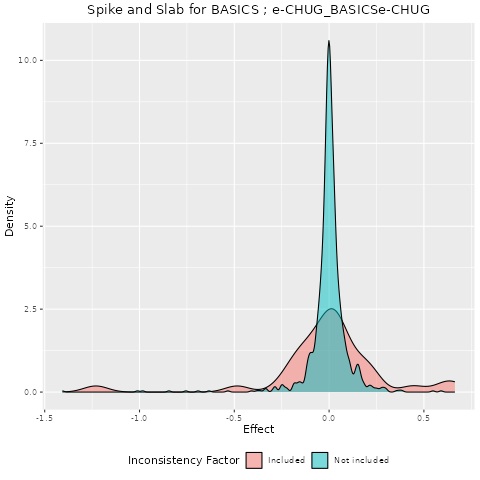 Spike and Slab for BASICS ; e-CHUG_BASICSe-CHUG
10.0
7.5
5.0
2.5
0.0
Density
-1.5 -1.0 -0.5 0.0 0.5
Effect
Inconsistency Factor Included Not included